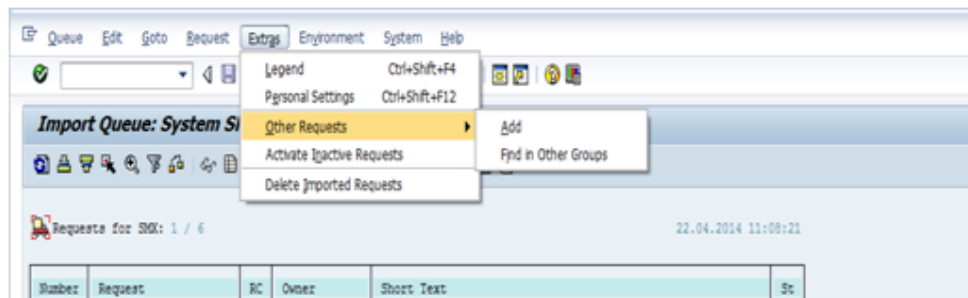 Queue Edit Goto Request Extras Environment System Help
Legend Ctrl+Shift+F4
Personal Settings Ctrl+Shift+F12
Import Queue: System S
Other Requests
Add
Activate Inactive Requests
Find in Other Groups
Delete Imported Requests
Requests for SMX: 1 / 6 22.04.2014 11:08:21
Number Request RC Owner Short Text St